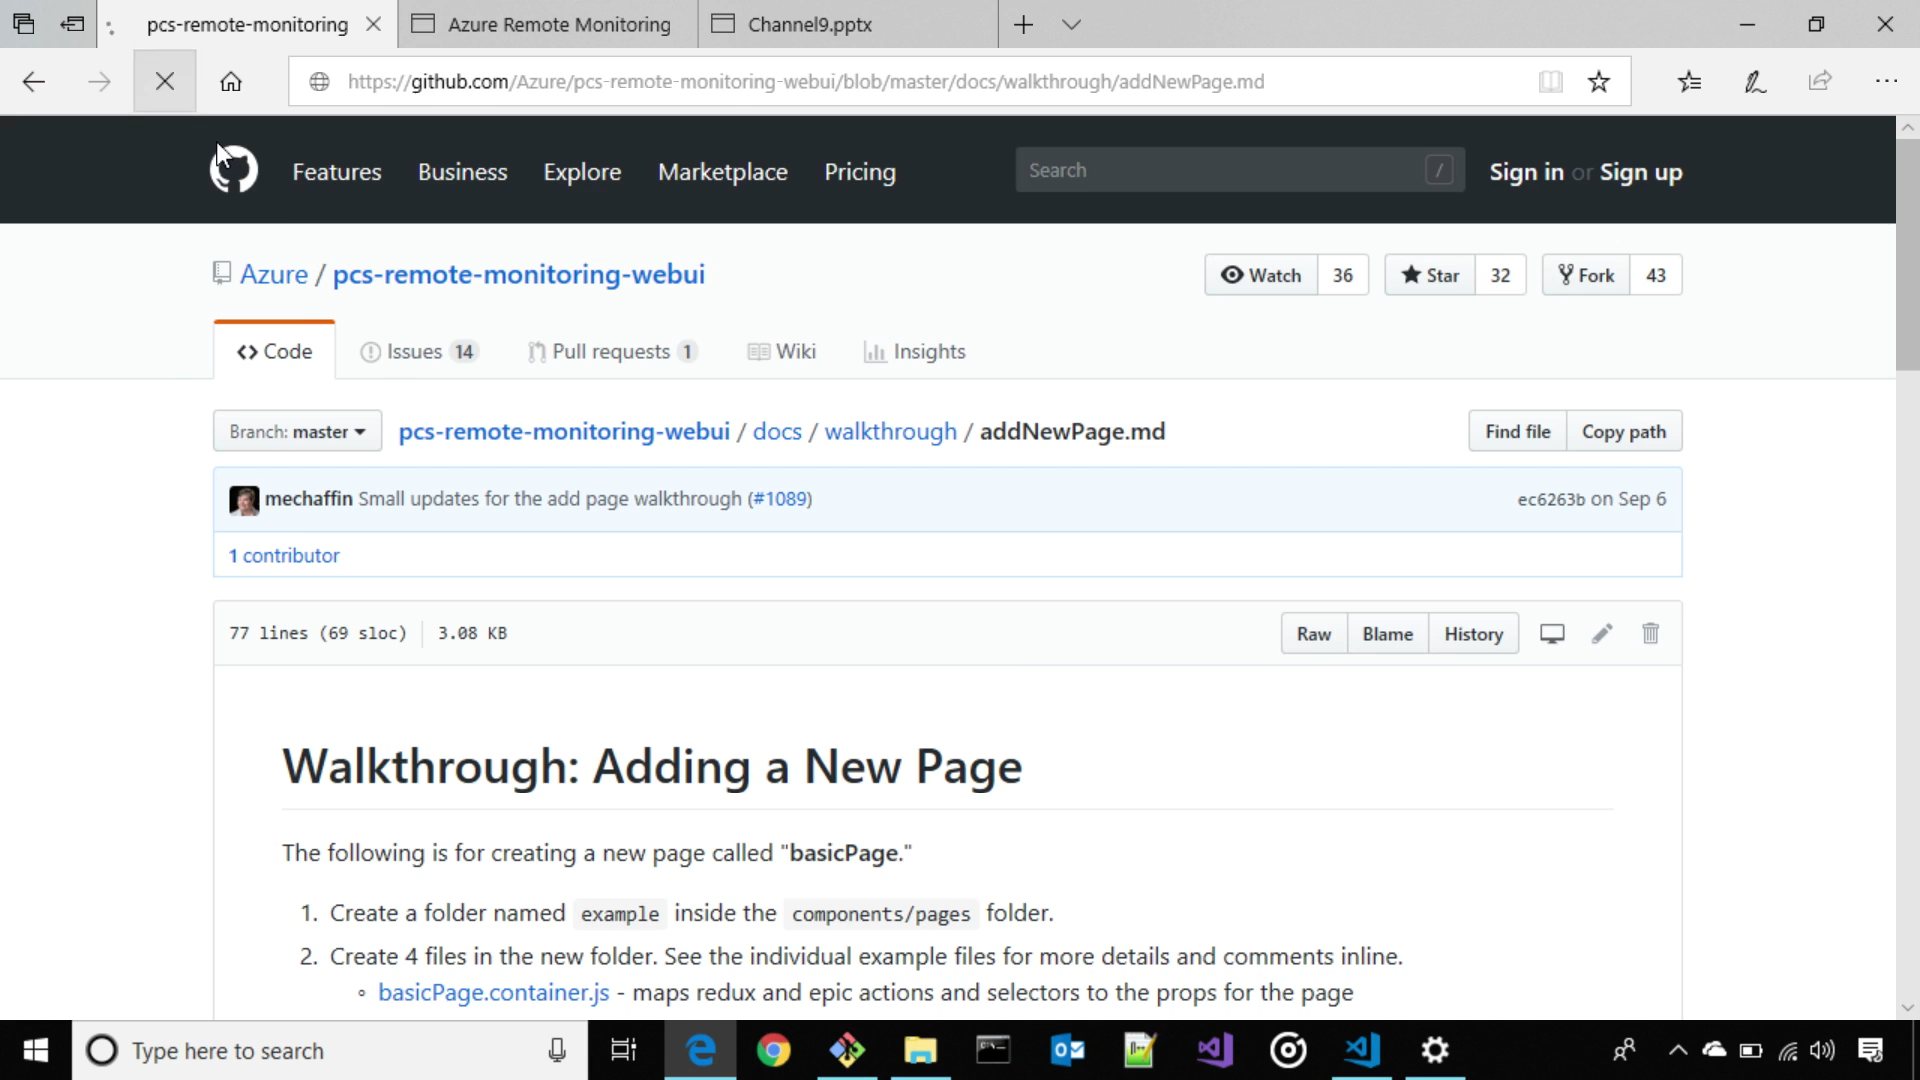 pcs-remote-monitoring
Azure Remote Monitoring
Channel9.pptx
https://github.com/Azure/pcs-remote-monitoring-webui/blob/master/docs/walkthrough/addNewPage.md
Features Business Explore Marketplace Pricing
Search /
Sign in or Sign up
Azure / pcs-remote-monitoring-webui
Watch 36 Star 32 Fork 43
Code Issues 14 Pull requests 1 Wiki Insights
Branch: master pcs-remote-monitoring-webui / docs / walkthrough / addNewPage.md
Find file Copy path
mechaffin Small updates for the add page walkthrough (#1089)
ec6263b on Sep 6
1 contributor
77 lines (69 sloc) 3.08 KB
Raw Blame History
Walkthrough: Adding a New Page
The following is for creating a new page called "basicPage."
1. Create a folder named example inside the components/pages folder.
2. Create 4 files in the new folder. See the individual example files for more details and comments inline.
◦ basicPage.container.js - maps redux and epic actions and selectors to the props for the page
Type here to search